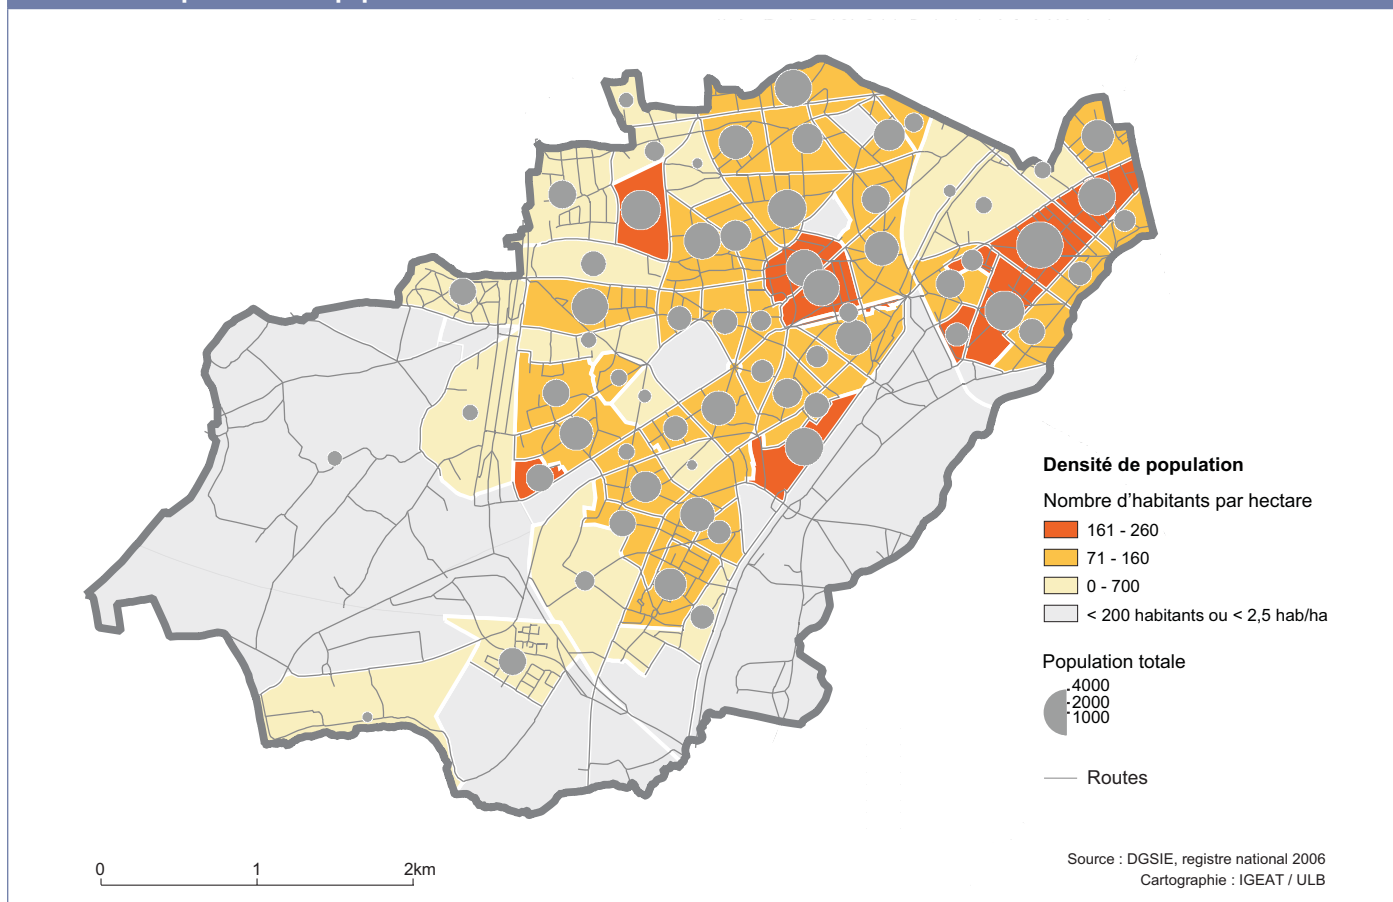 Densité de population
Nombre d'habitants par hectare
161 - 260
71 - 160
0 - 700
< 200 habitants ou < 2,5 hab/ha
Population totale
4000
2000
1000
Routes
0 1 2km
Source : DGSIE, registre national 2006
Cartographie : IGEAT / ULB